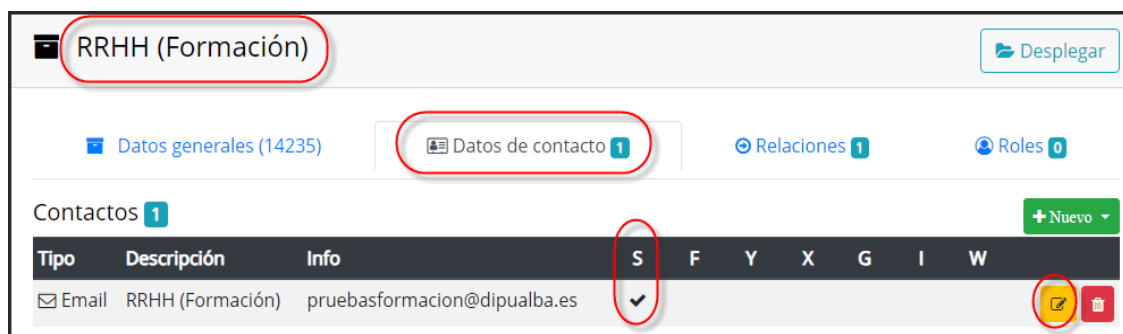 RRHH (Formación)
Desplegar
Datos generales (14235)
Datos de contacto 1
Relaciones 1
Roles 0
Contactos 1
Nuevo
Tipo Descripción Info S F Y X G I W
Email RRHH (Formación) pruebasformacion@dipualba.es